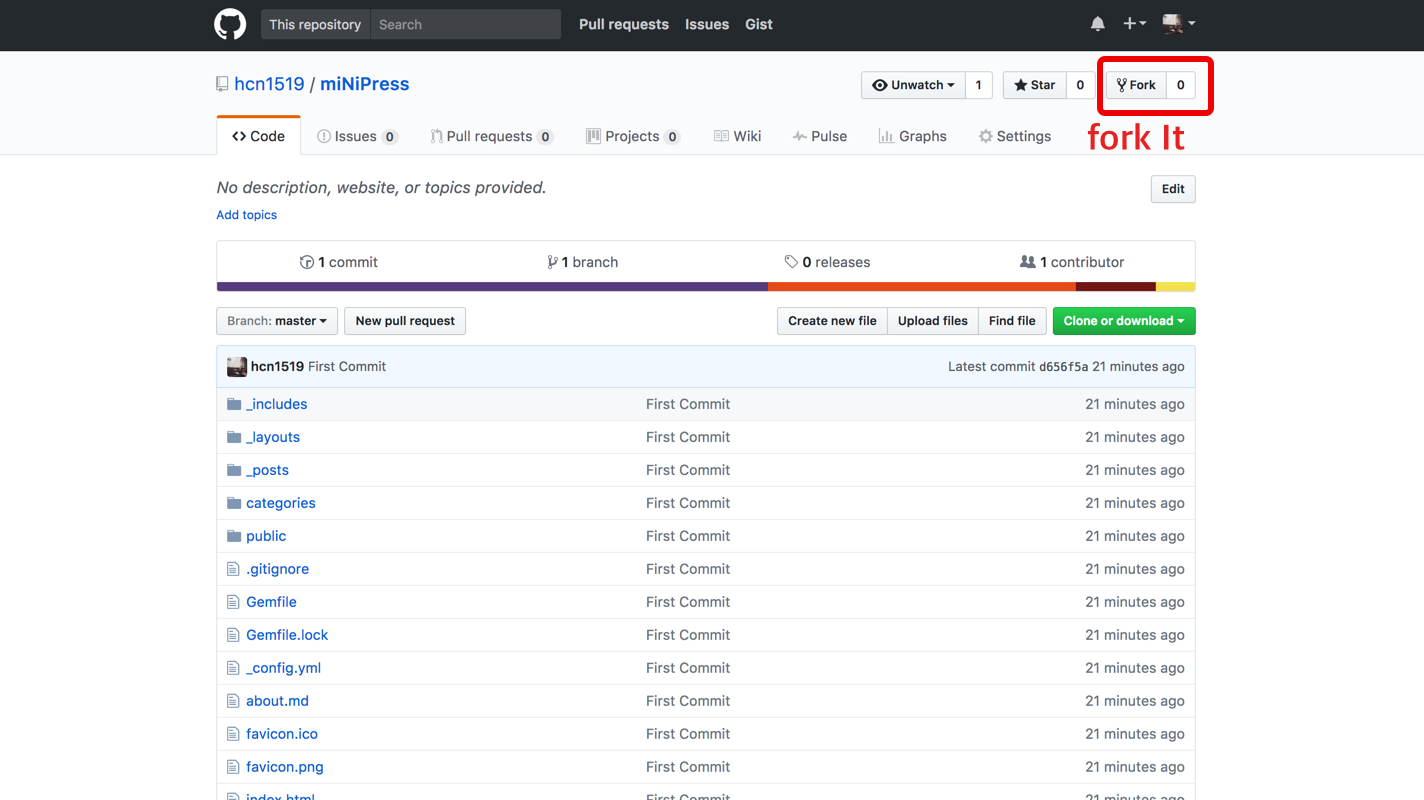 This repository Search Pull requests Issues Gist
hcn1519 / miNiPress Unwatch 1 Star 0 Fork 0
Code Issues 0 Pull requests 0 Projects 0 Wiki Pulse Graphs Settings fork It
No description, website, or topics provided. Edit
Add topics
1 commit 1 branch 0 releases 1 contributor
Branch: master New pull request Create new file Upload files Find file Clone or download
hcn1519 First Commit Latest commit d656f5a 21 minutes ago
_includes First Commit 21 minutes ago
_layouts First Commit 21 minutes ago
_posts First Commit 21 minutes ago
categories First Commit 21 minutes ago
public First Commit 21 minutes ago
.gitignore First Commit 21 minutes ago
Gemfile First Commit 21 minutes ago
Gemfile.lock First Commit 21 minutes ago
_config.yml First Commit 21 minutes ago
about.md First Commit 21 minutes ago
favicon.ico First Commit 21 minutes ago
favicon.png First Commit 21 minutes ago
index.html First Commit 21 minutes ago